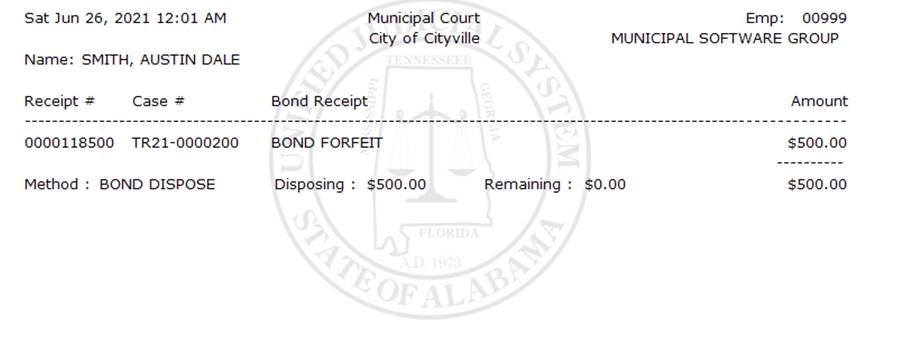 Sat Jun 26, 2021 12:01 AM Municipal Court Emp: 00999
City of Cityville MUNICIPAL SOFTWARE GROUP
Name: SMITH, AUSTIN DALE
Receipt # Case # Bond Receipt Amount
0000118500 TR21-0000200 BOND FORFEIT $500.00
Method : BOND DISPOSE Disposing : $500.00 Remaining : $0.00 $500.00
UNIFIED JUDICIAL SYSTEM
TENNESSEEE
MISSISSIPPI
GEORGIA
FLORIDA
A.D. 1973
STATE OF ALABAMA